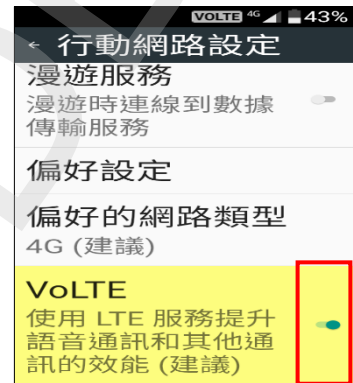 VOLTE 4G 43%
行動網路設定
漫遊服務
漫遊時連線到數據
傳輸服務
偏好設定
偏好的網路類型
4G (建議)
VoLTE
使用 LTE 服務提升
語音通訊和其他通
訊的效能 (建議)